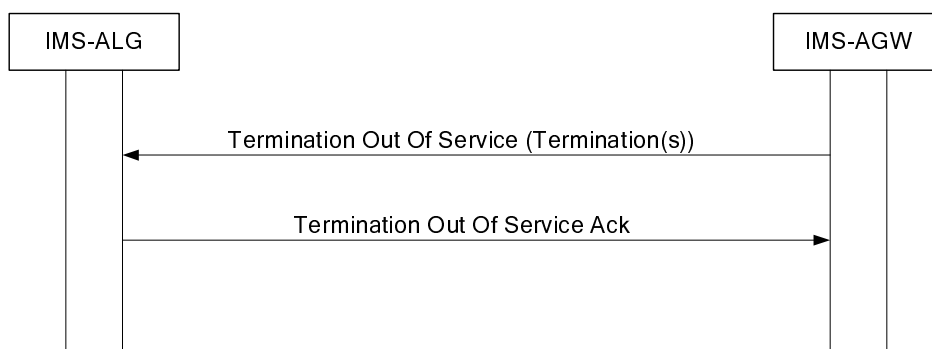 IMS-ALG
IMS-AGW
Termination Out Of Service (Termination(s))
Termination Out Of Service Ack